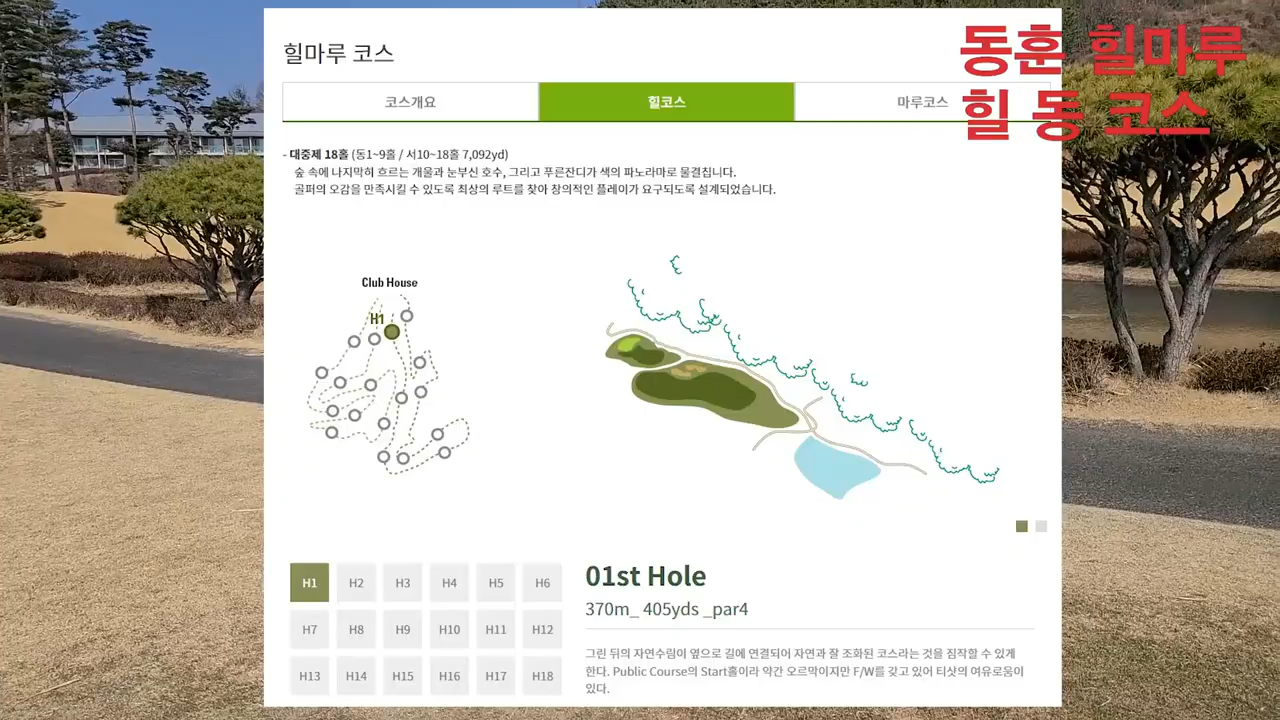 힐마루 코스
동훈 힐마루
힐 동 코스
코스개요
힐코스
마루코스
- 대중제 18홀 (동1~9홀 / 서10~18홀 7,092yd)
숲 속에 나지막히 흐르는 개울과 눈부신 호수, 그리고 푸른잔디가 색의 파노라마로 물결칩니다.
골퍼의 오감을 만족시킬 수 있도록 최상의 루트를 찾아 창의적인 플레이가 요구되도록 설계되었습니다.
Club House
H1
H1 H2 H3 H4 H5 H6
H7 H8 H9 H10 H11 H12
H13 H14 H15 H16 H17 H18
01st Hole
370m_ 405yds _par4
그린 뒤의 자연수림이 옆으로 길에 연결되어 자연과 잘 조화된 코스라는 것을 짐작할 수 있게
한다. Public Course의 Start홀이라 약간 오르막이지만 F/W를 갖고 있어 티샷의 여유로움이
있다.